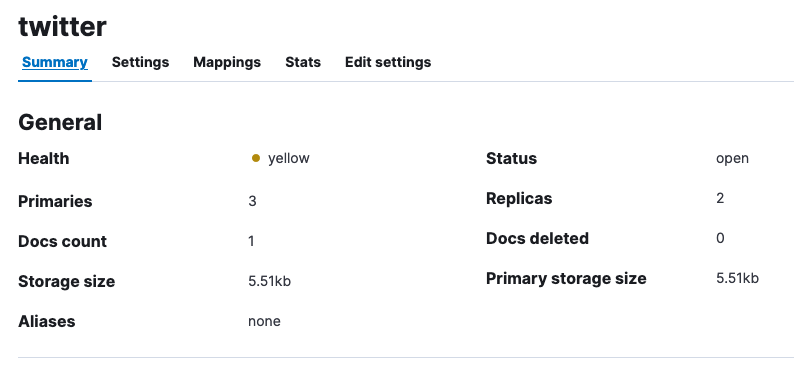 twitter
Summary Settings Mappings Stats Edit settings
General
Health yellow Status open
Primaries 3 Replicas 2
Docs count 1 Docs deleted 0
Storage size 5.51kb Primary storage size 5.51kb
Aliases none